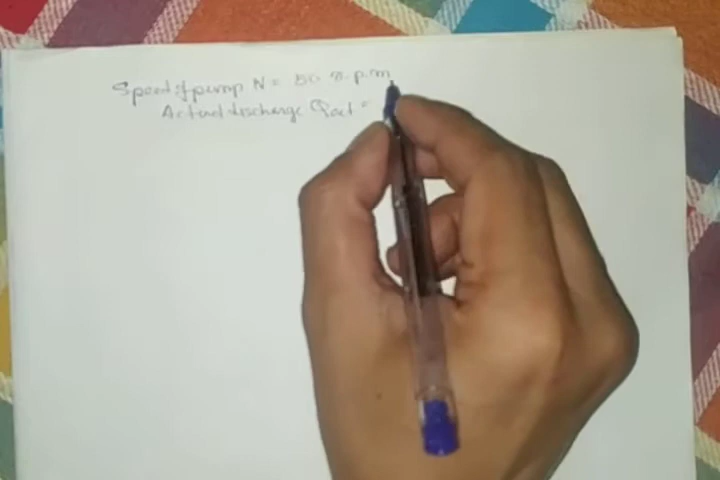 Speed of pump N = 50 r.p.m
Actual discharge Qact =